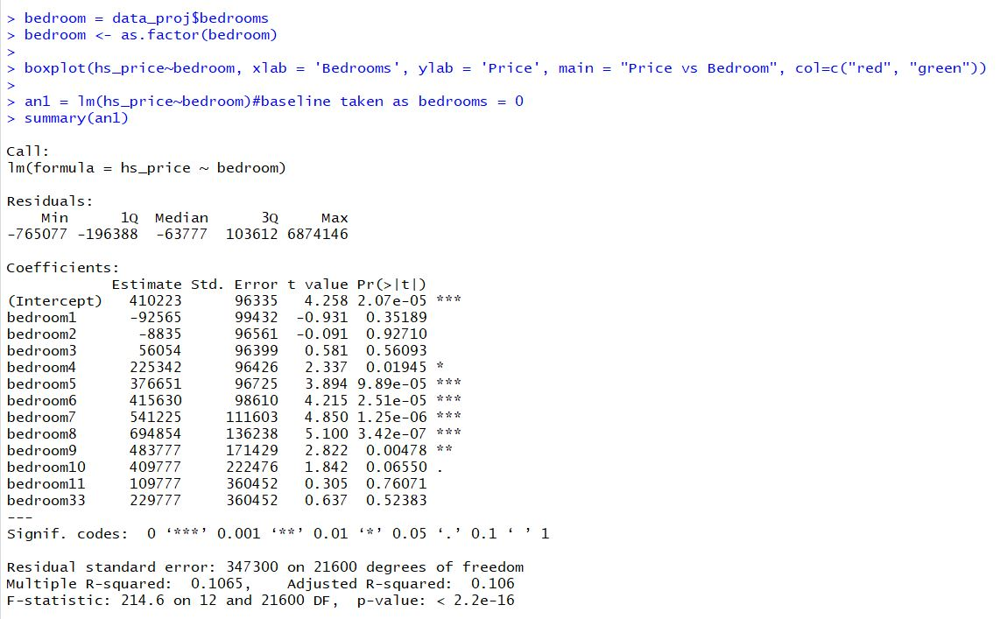 > bedroom = data_proj$bedrooms
> bedroom <- as.factor(bedroom)
>
> boxplot(hs_price~bedroom, xlab = 'Bedrooms', ylab = 'Price', main = "Price vs Bedroom", col=c("red", "green"))
>
> an1 = lm(hs_price~bedroom)#baseline taken as bedrooms = 0
> summary(an1)

Call:
lm(formula = hs_price ~ bedroom)

Residuals:
    Min      1Q  Median      3Q     Max
-765077 -196388  -63777  103612 6874146

Coefficients:
            Estimate Std. Error t value Pr(>|t|)
(Intercept)   410223      96335   4.258 2.07e-05 ***
bedroom1      -92565      99432  -0.931  0.35189
bedroom2       -8835      96561  -0.091  0.92710
bedroom3       56054      96399   0.581  0.56093
bedroom4      225342      96426   2.337  0.01945 *
bedroom5      376651      96725   3.894 9.89e-05 ***
bedroom6      415630      98610   4.215 2.51e-05 ***
bedroom7      541225     111603   4.850 1.25e-06 ***
bedroom8      694854     136238   5.100 3.42e-07 ***
bedroom9      483777     171429   2.822  0.00478 **
bedroom10     409777     222476   1.842  0.06550 .
bedroom11     109777     360452   0.305  0.76071
bedroom33     229777     360452   0.637  0.52383
---
Signif. codes:  0 ‘***’ 0.001 ‘**’ 0.01 ‘*’ 0.05 ‘.’ 0.1 ‘ ’ 1

Residual standard error: 347300 on 21600 degrees of freedom
Multiple R-squared:  0.1065,    Adjusted R-squared:  0.106
F-statistic: 214.6 on 12 and 21600 DF,  p-value: < 2.2e-16